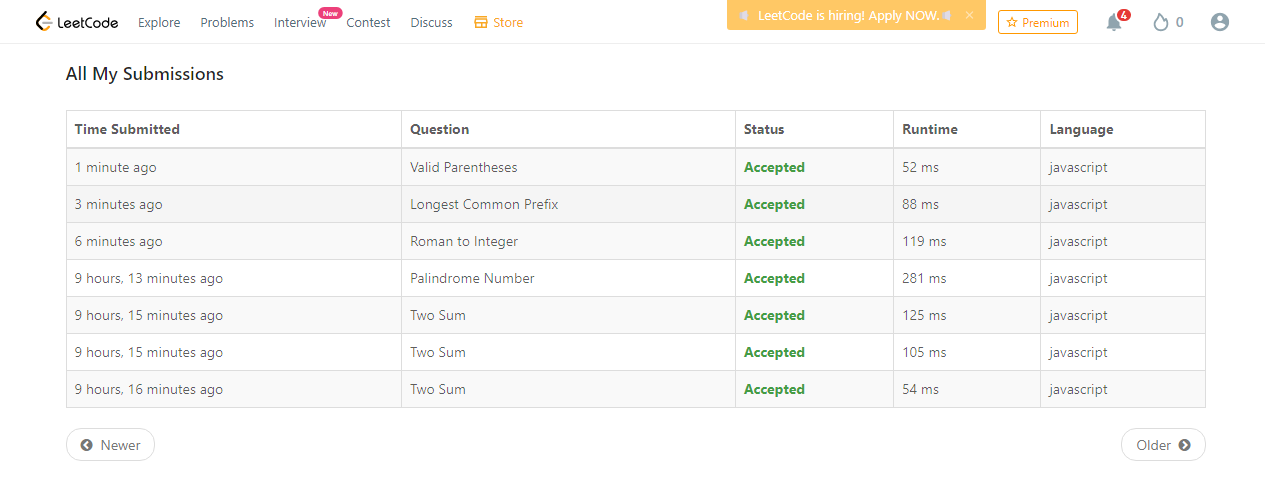 LeetCode Explore Problems Interview New Contest Discuss Store LeetCode is hiring! Apply NOW. × Premium 4 0
All My Submissions
Time Submitted Question Status Runtime Language
1 minute ago Valid Parentheses Accepted 52 ms javascript
3 minutes ago Longest Common Prefix Accepted 88 ms javascript
6 minutes ago Roman to Integer Accepted 119 ms javascript
9 hours, 13 minutes ago Palindrome Number Accepted 281 ms javascript
9 hours, 15 minutes ago Two Sum Accepted 125 ms javascript
9 hours, 15 minutes ago Two Sum Accepted 105 ms javascript
9 hours, 16 minutes ago Two Sum Accepted 54 ms javascript
Newer Older